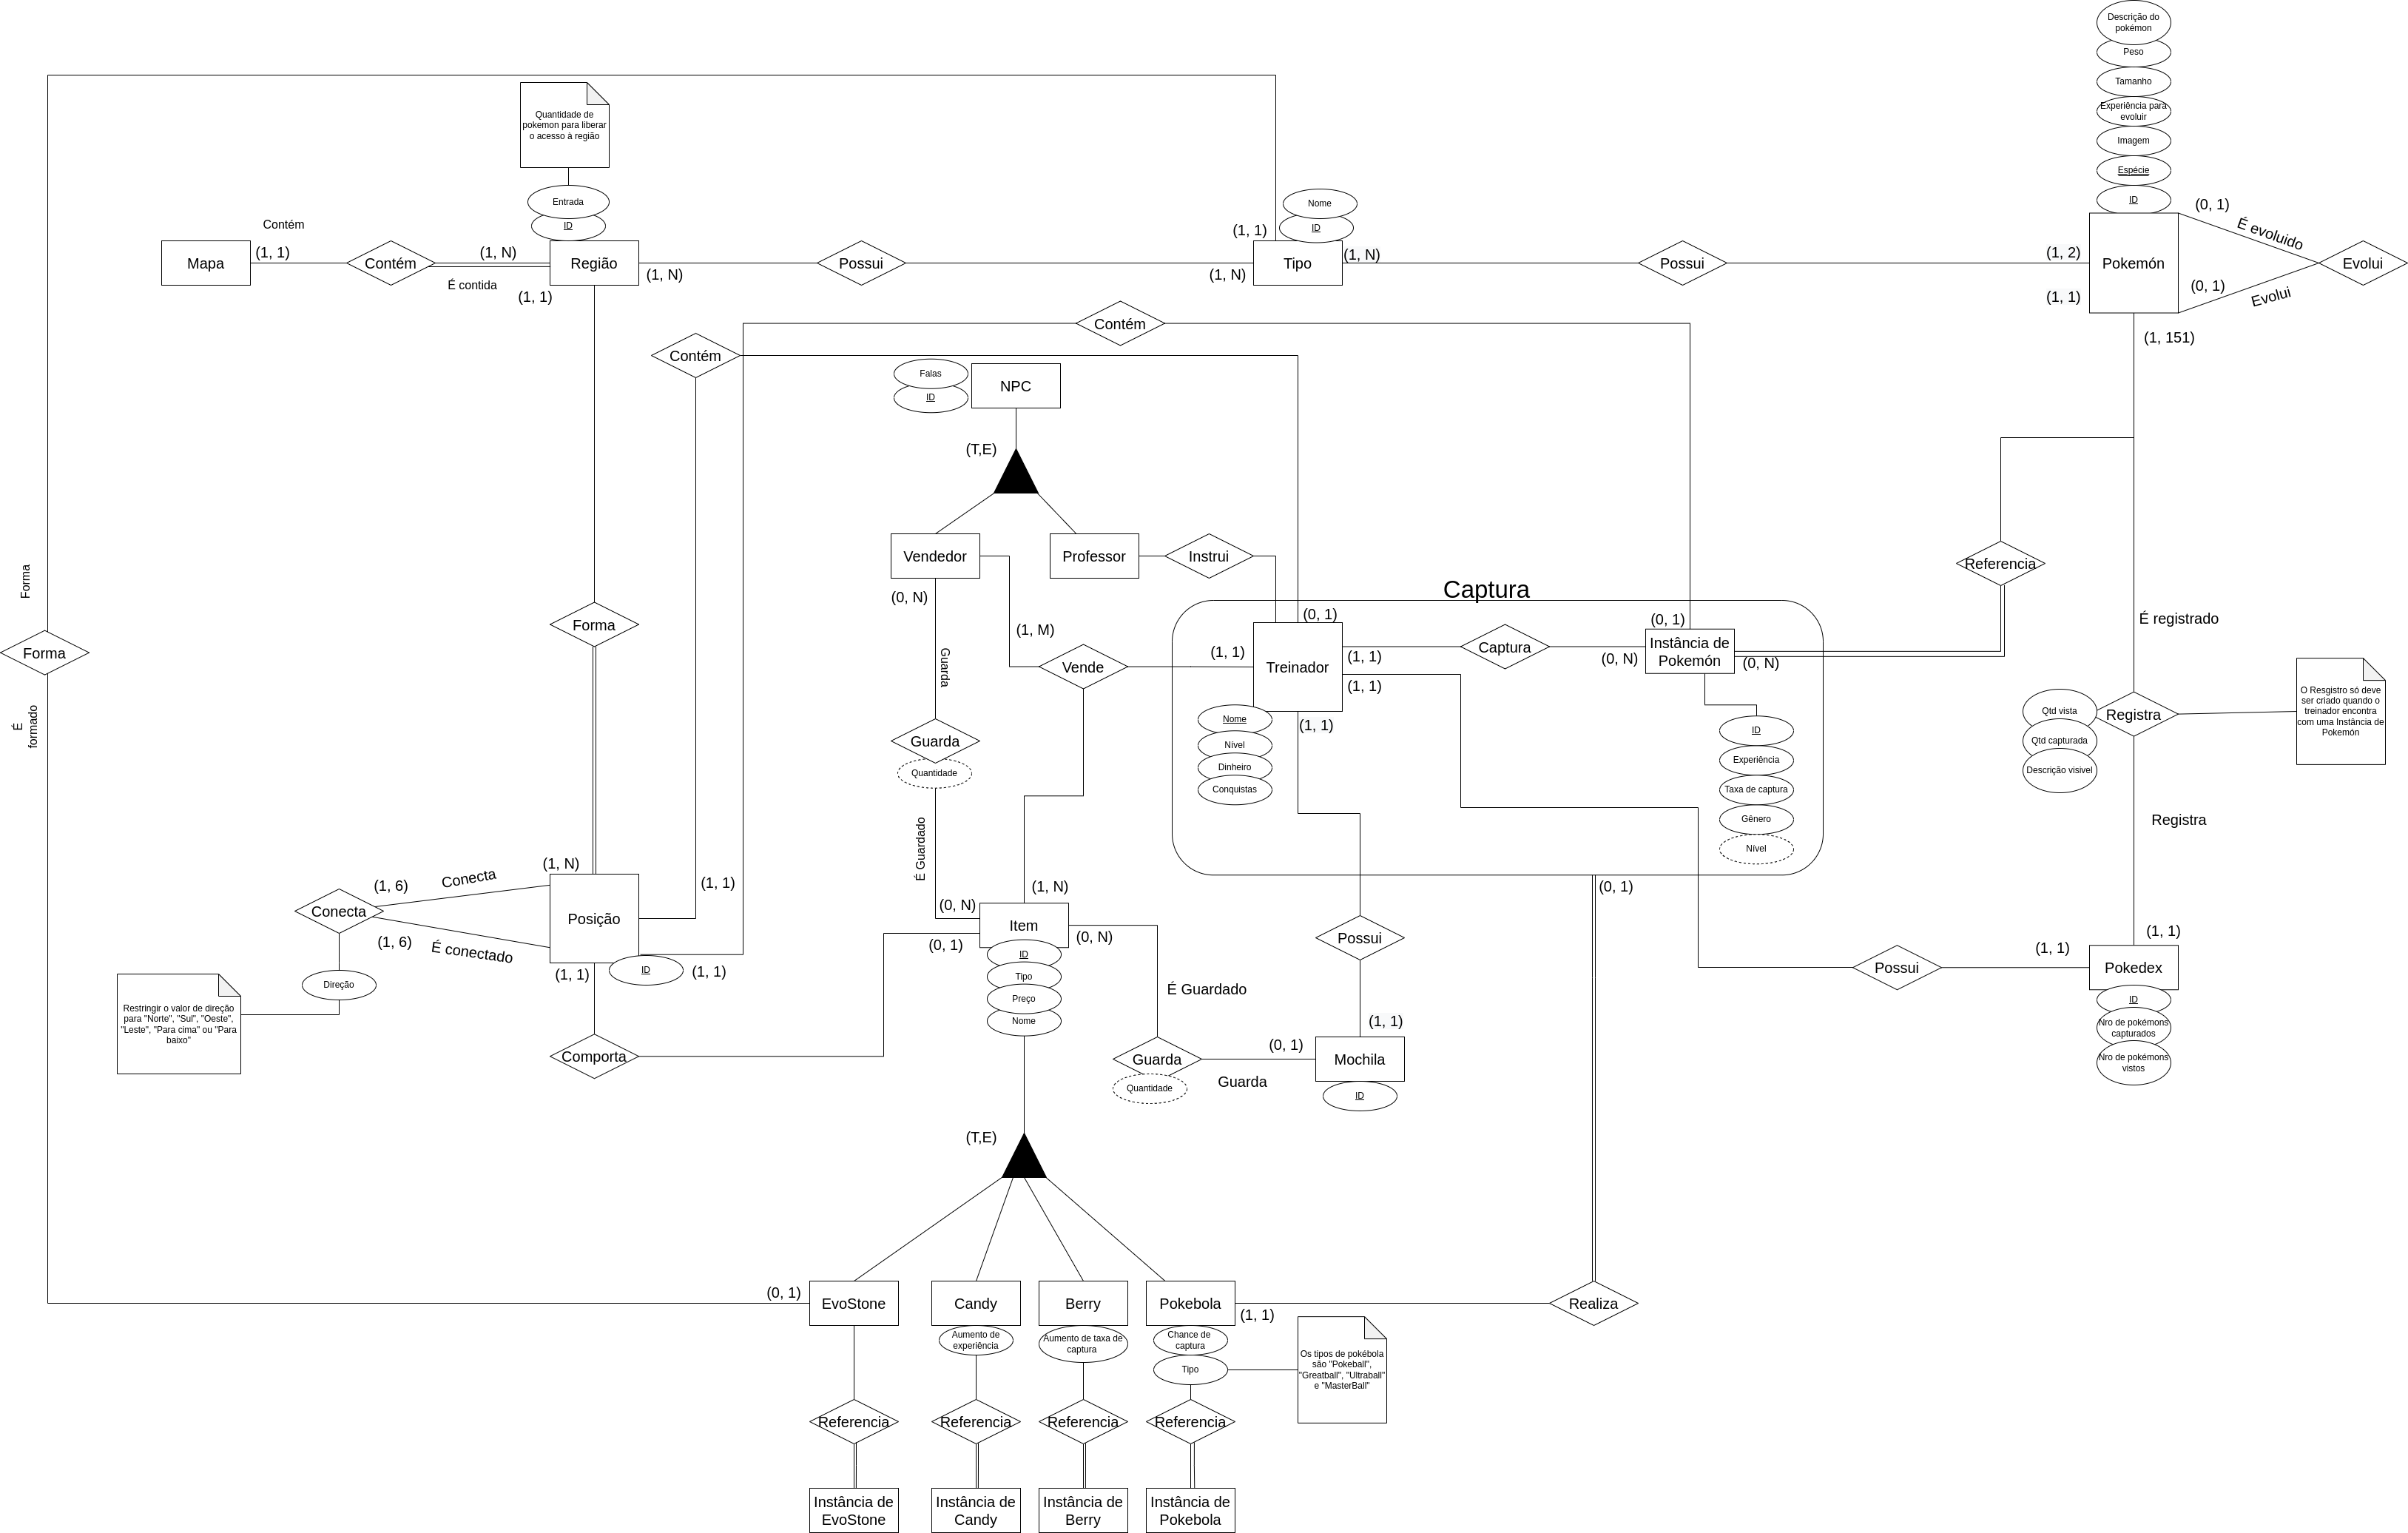 Descrição do
pokémon
Peso
Tamanho
Experiência para
evoluir
Imagem
Espécie
ID
Quantidade de
pokemon para liberar
o acesso à região
Entrada
ID
Nome
ID
(0, 1)
É evoluido
Contém
(1, 1)
(1, N)
(1, 1)
(1, N)
(1, 2)
Mapa
Contém
Região
Possui
Tipo
Possui
Pokemón
Evolui
(1, N)
(1, N)
É contida
(1, 1)
(1, 1)
(0, 1)
Evolui
(1, 151)
Contém
Contém
Falas
ID
NPC
(T,E)
Vendedor
Professor
Instrui
Referencia
Forma
Captura
(0, N)
(1, M)
(0, 1)
(0, 1)
É registrado
Forma
Forma
Guarda
Vende
(1, 1)
Treinador
(1, 1)
Captura
(0, N)
Instância de
Pokemón
(0, N)
(1, 1)
É
formado
Nome
Nível
Dinheiro
Conquistas
(1, 1)
ID
Experiência
Taxa de captura
Gênero
Nível
Qtd vista
Qtd capturada
Descrição visivel
Registra
O Resgistro só deve
ser criado quando o
treinador encontra
com uma Instância de
Pokemón
Guarda
Quantidade
É Guardado
Registra
(1, N)
(1, 1)
(1, 6)
Conecta
Conecta
Posição
(1, 6)
É conectado
(1, 1)
ID
(1, 1)
Direção
Restringir o valor de direção
para "Norte", "Sul", "Oeste",
"Leste", "Para cima" ou "Para
baixo"
Comporta
(1, N)
(0, N)
(0, 1)
Item
(0, N)
ID
Tipo
Preço
Nome
É Guardado
Possui
(0, 1)
(1, 1)
(1, 1)
Possui
Pokedex
ID
Nro de pokémons
capturados
Nro de pokémons
vistos
(1, 1)
(0, 1)
Guarda
Quantidade
Guarda
Mochila
ID
(T,E)
(0, 1)
EvoStone
Candy
Berry
Pokebola
(1, 1)
Realiza
Aumento de
experiência
Aumento de taxa de
captura
Chance de
captura
Tipo
Os tipos de pokébola
são "Pokeball",
"Greatball", "Ultraball"
e "MasterBall"
Referencia
Referencia
Referencia
Referencia
Instância de
EvoStone
Instância de
Candy
Instância de
Berry
Instância de
Pokebola